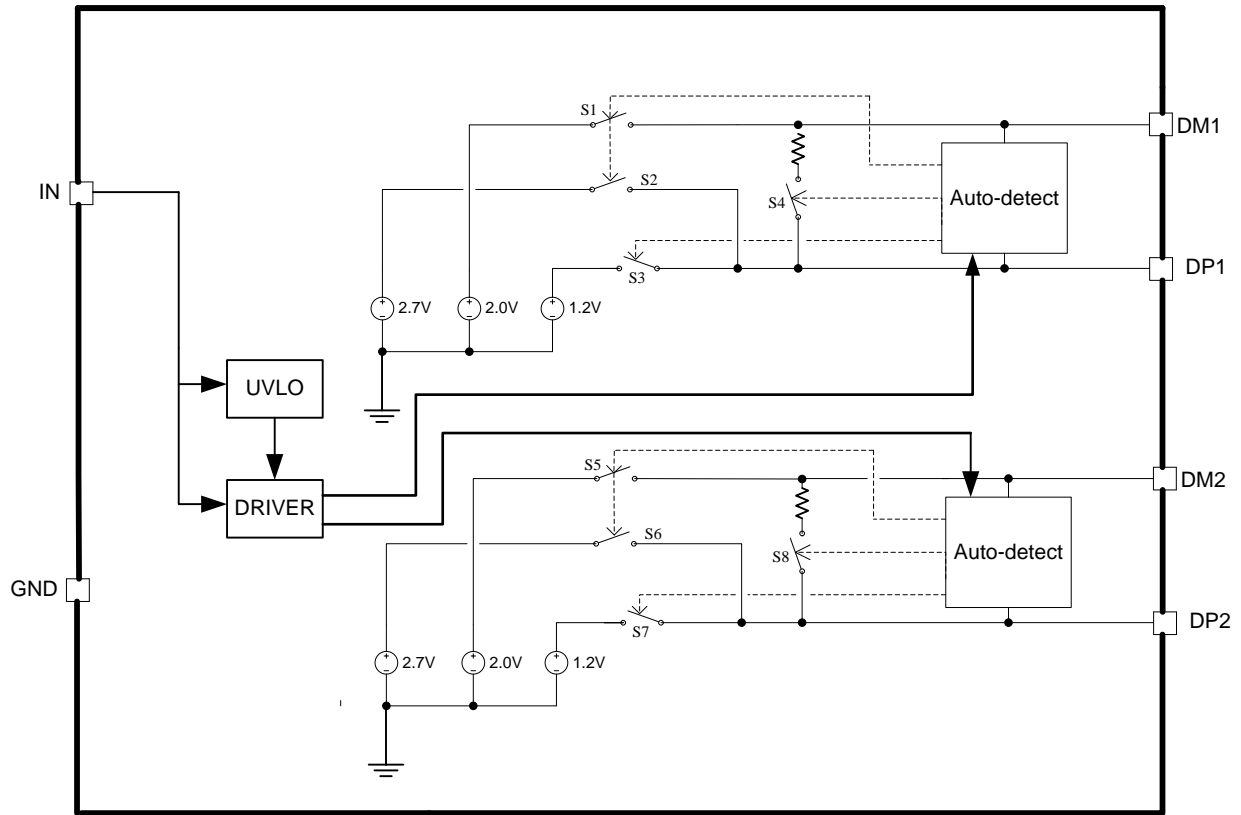 S1
DM1
IN
S2
S4
Auto-detect
S3
DP1
2.7V
2.0V
1.2V
UVLO
S5
DM2
DRIVER
S6
S8
Auto-detect
GND
S7
DP2
2.7V
2.0V
1.2V